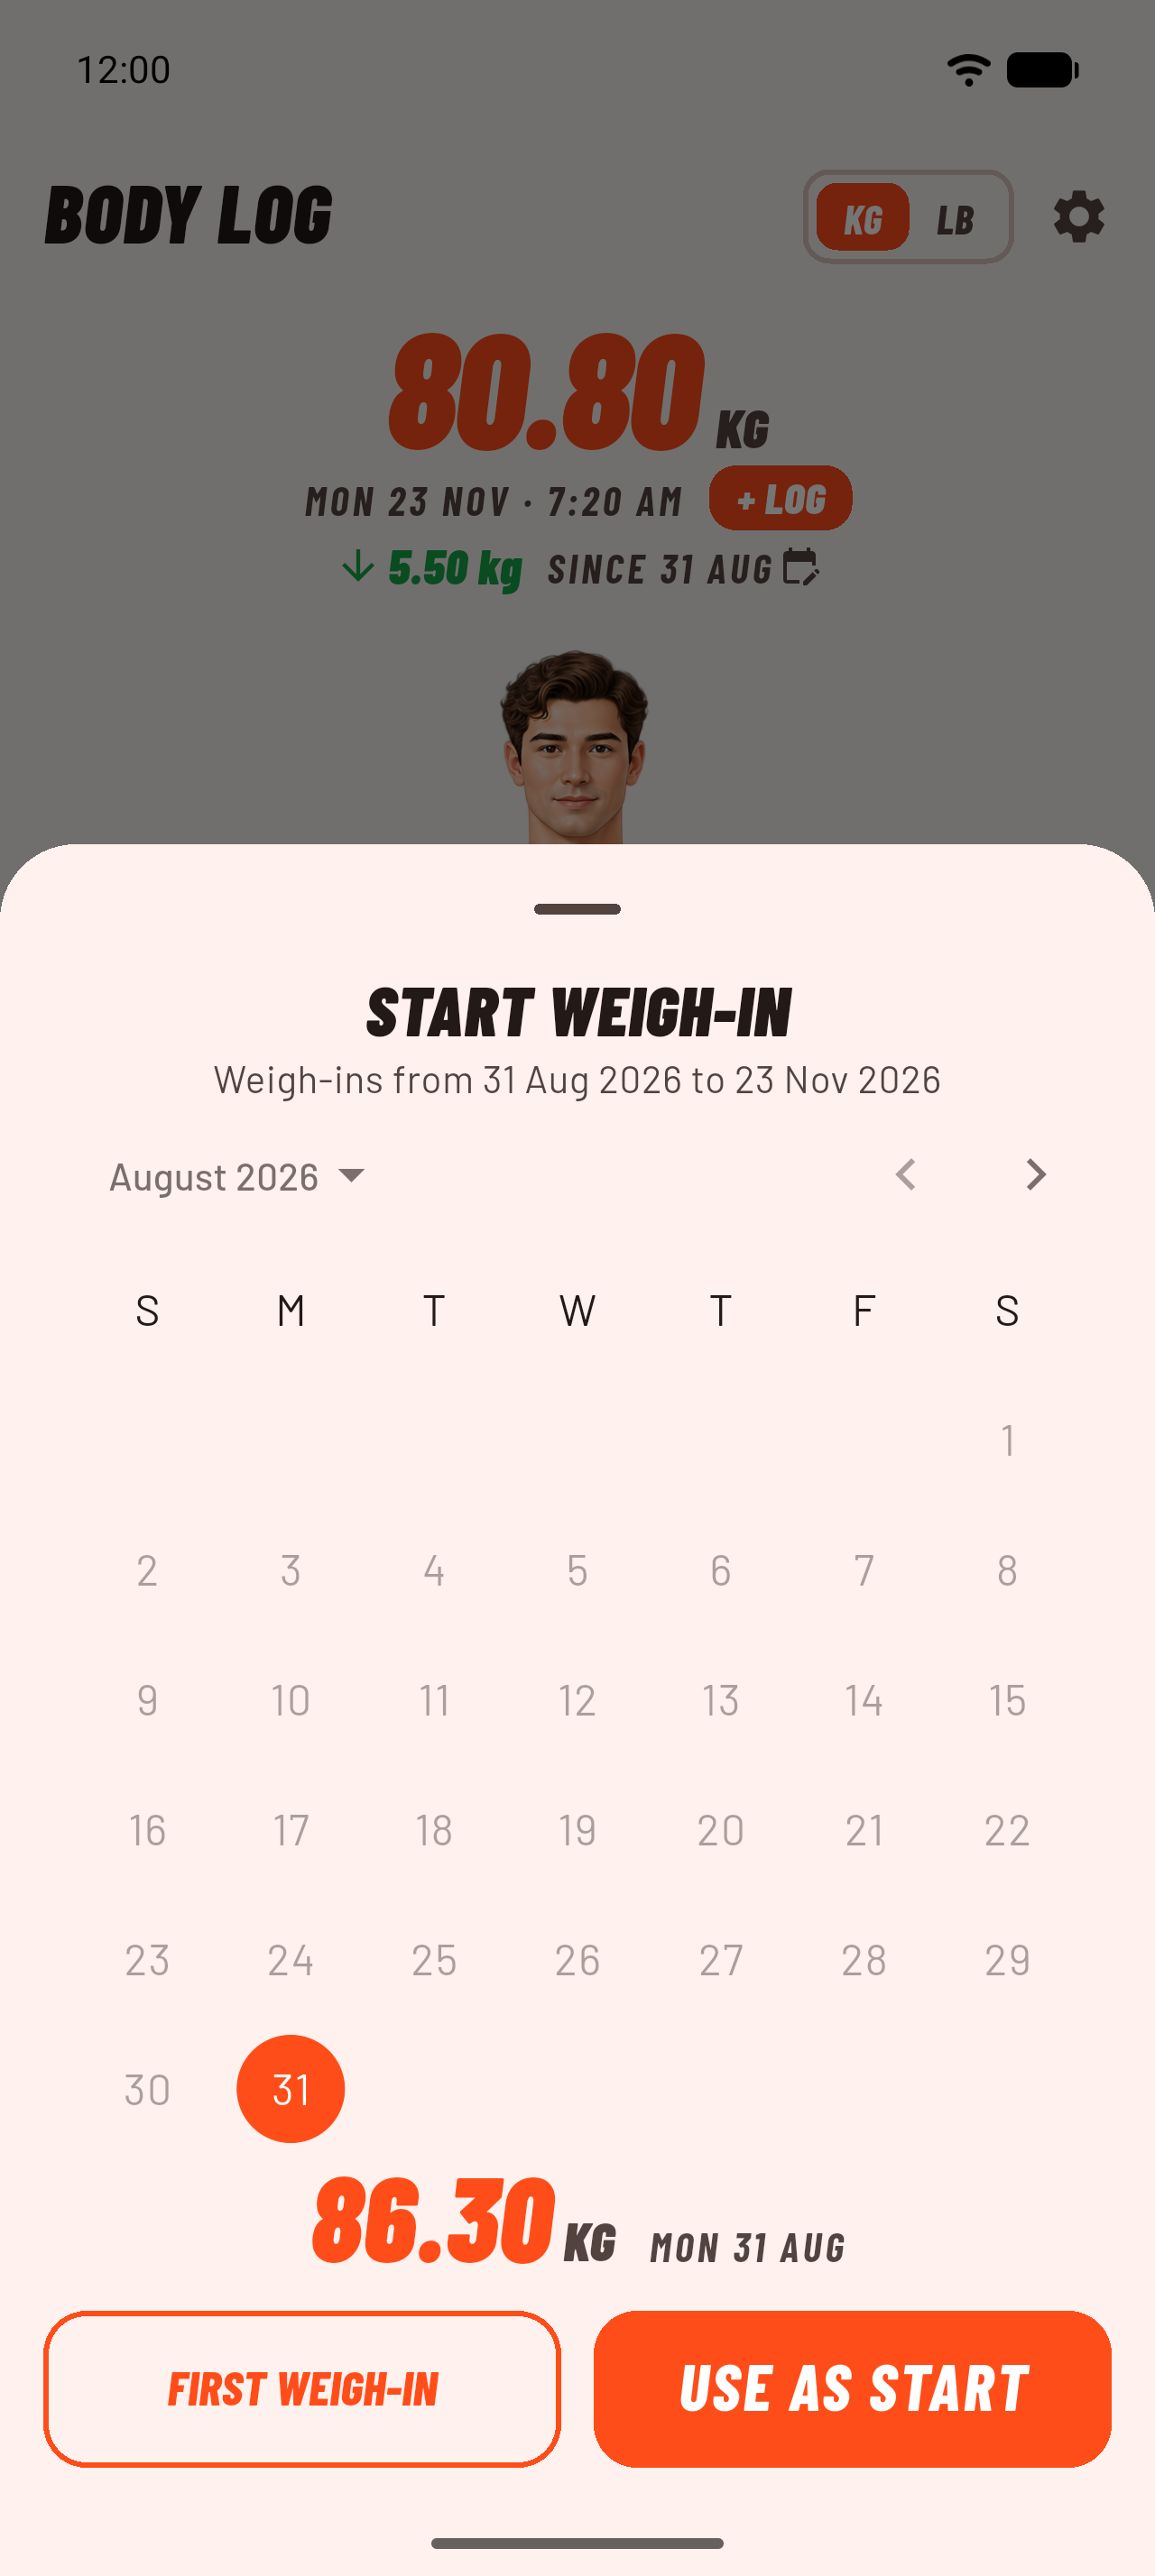 12:00
BODY LOG
KG LB
80.80 KG
MON 23 NOV · 7:20 AM + LOG
5.50 kg SINCE 31 AUG
START WEIGH-IN
Weigh-ins from 31 Aug 2026 to 23 Nov 2026
August 2026
S M T W T F S
1
2 3 4 5 6 7 8
9 10 11 12 13 14 15
16 17 18 19 20 21 22
23 24 25 26 27 28 29
30 31
86.30 KG MON 31 AUG
FIRST WEIGH-IN USE AS START